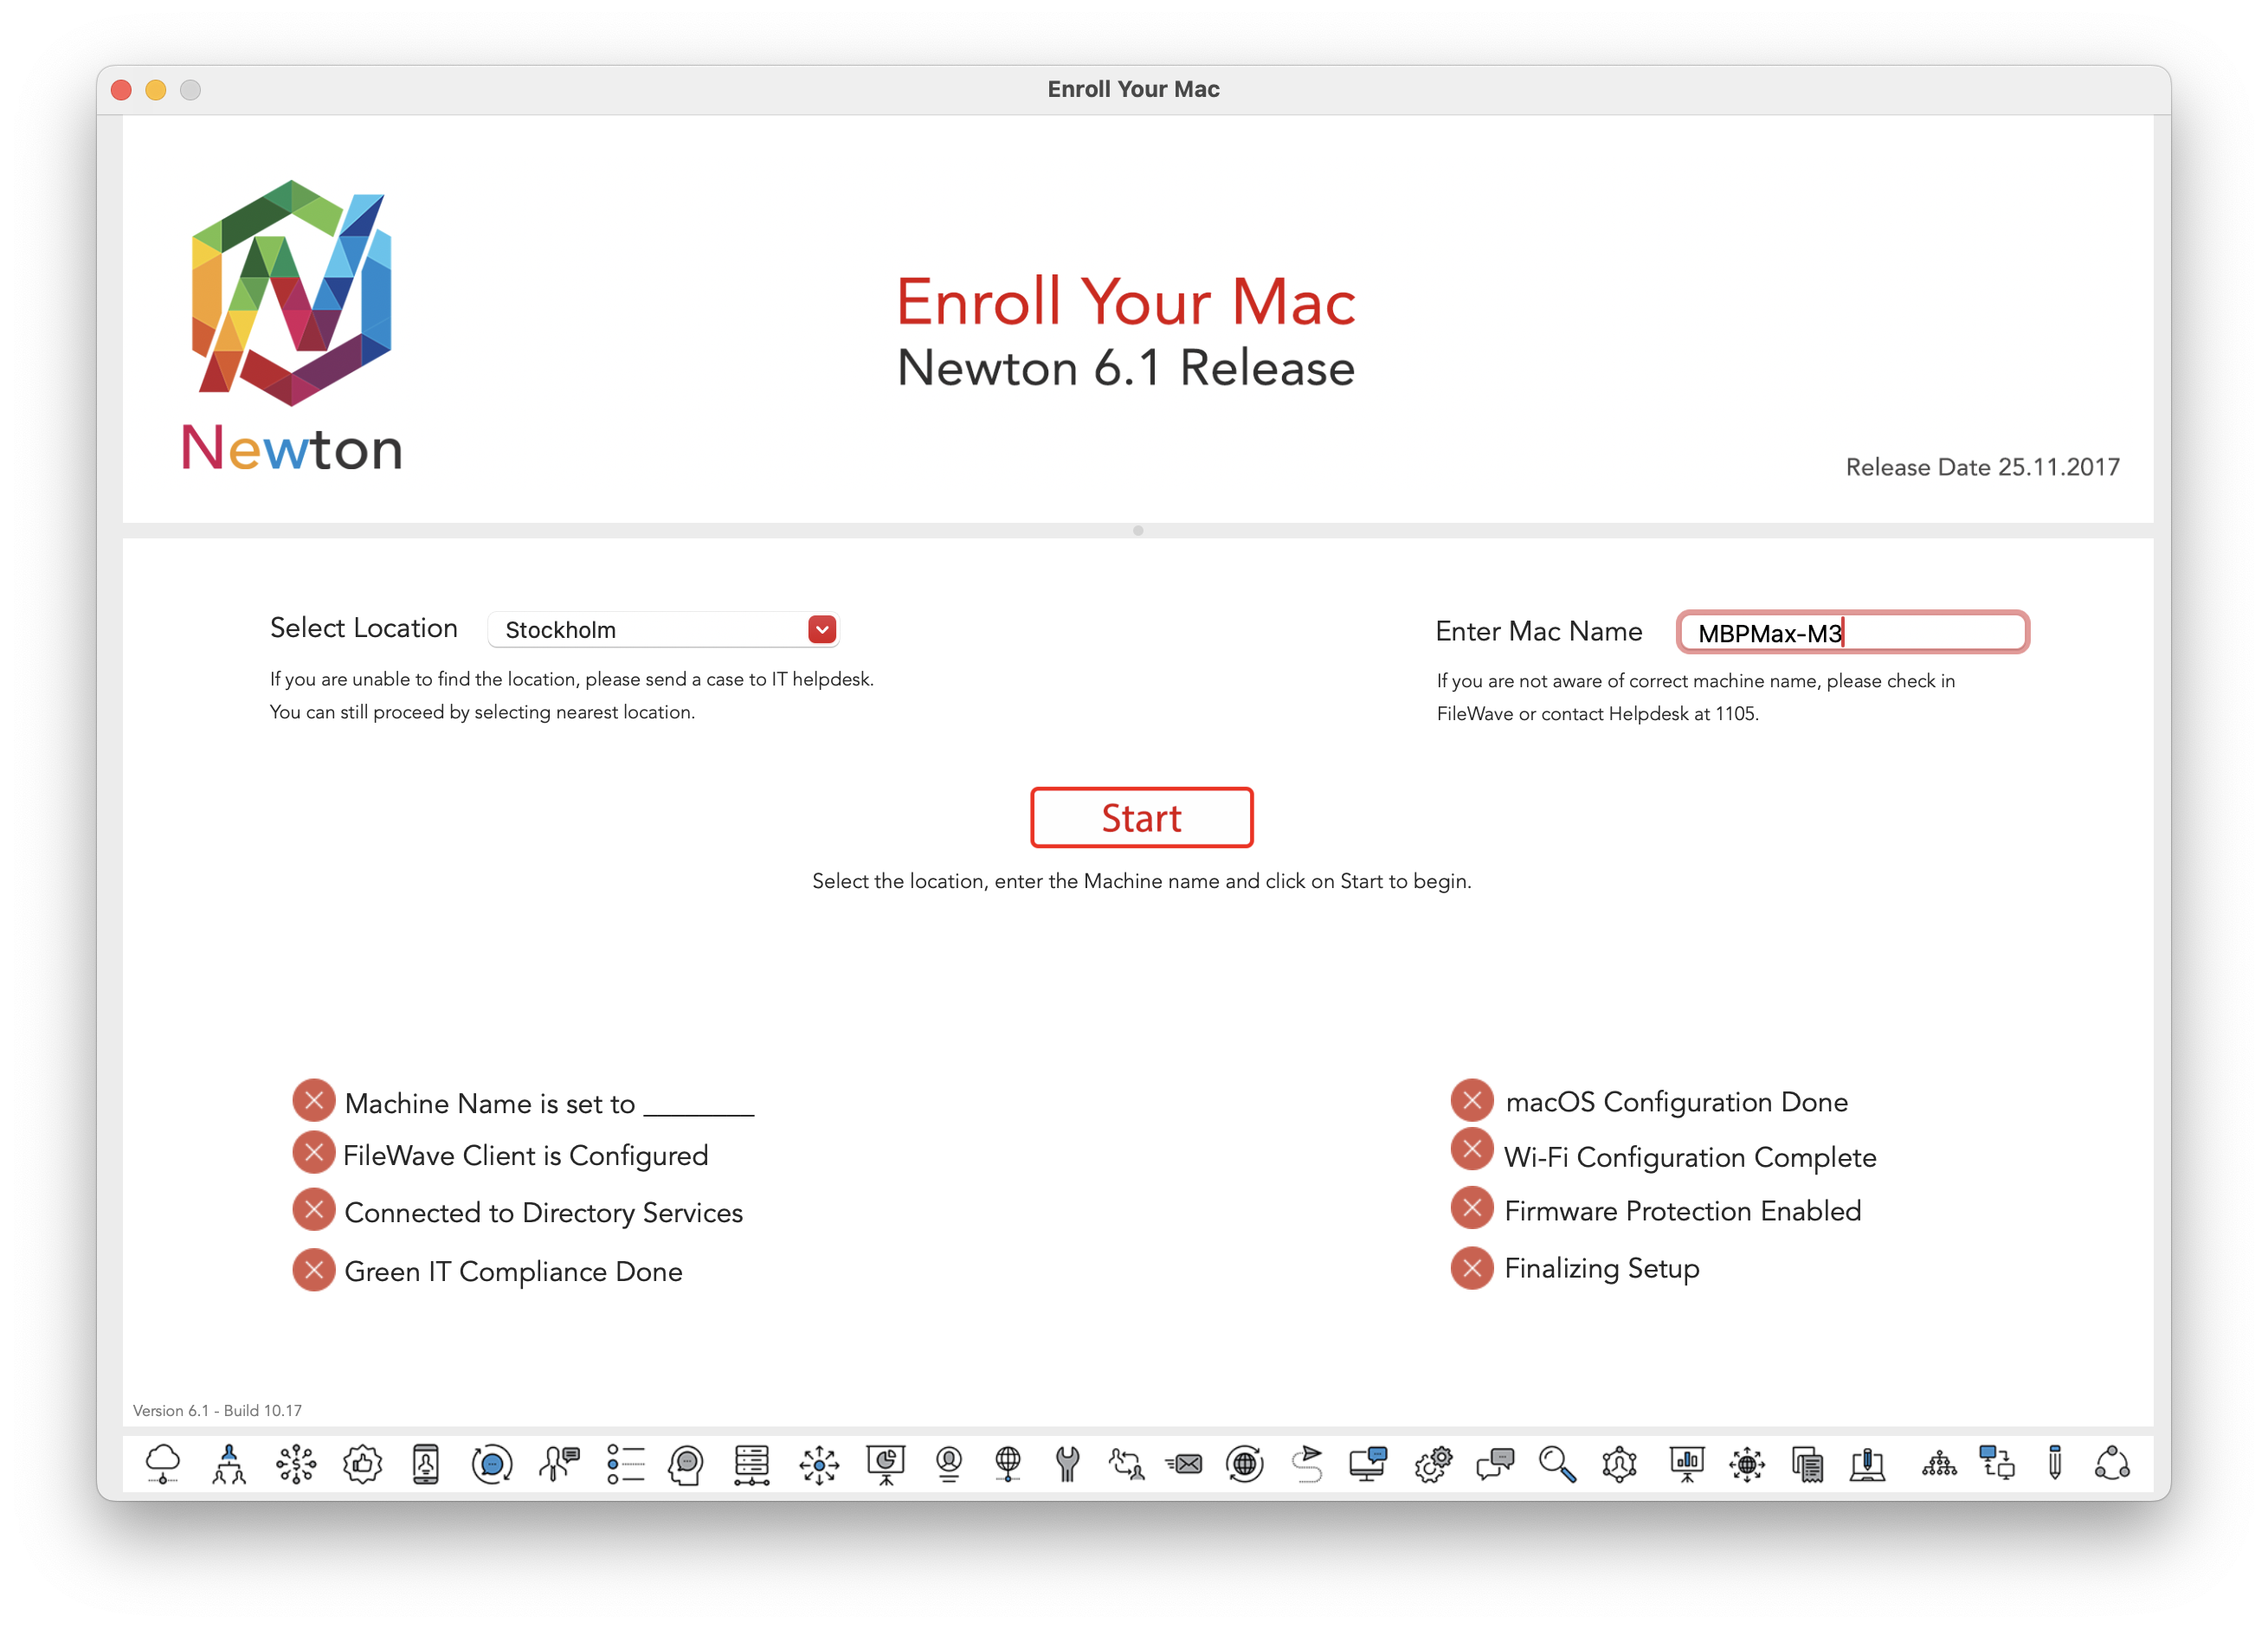 Enroll Your Mac
Enroll Your Mac
Newton 6.1 Release
Newton
Release Date 25.11.2017
Select Location
Stockholm
If you are unable to find the location, please send a case to IT helpdesk.
You can still proceed by selecting nearest location.
Enter Mac Name
MBPMax-M3
If you are not aware of correct machine name, please check in
FileWave or contact Helpdesk at 1105.
Start
Select the location, enter the Machine name and click on Start to begin.
Machine Name is set to ________
FileWave Client is Configured
Connected to Directory Services
Green IT Compliance Done
macOS Configuration Done
Wi-Fi Configuration Complete
Firmware Protection Enabled
Finalizing Setup
Version 6.1 - Build 10.17